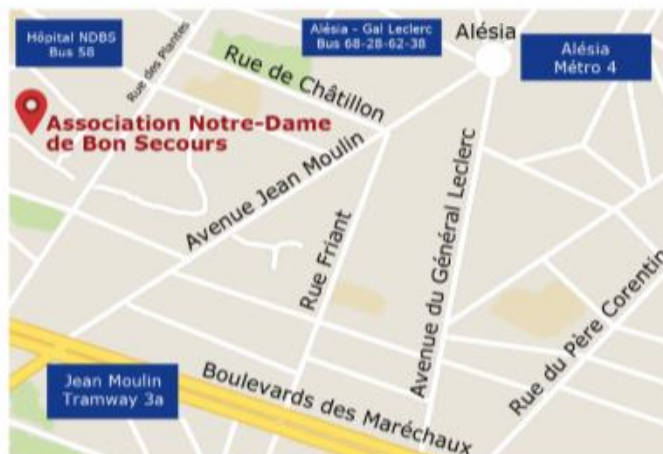 Hôpital NDBS
Bus 58
Rue des Plantes
Alésia - Gal Leclerc
Bus 68-28-62-38
Alésia
Alésia
Métro 4
Rue de Châtillon
Association Notre-Dame
de Bon Secours
Avenue Jean Moulin
Rue Friant
Avenue du Général Leclerc
Rue du Père Corentin
Jean Moulin
Tramway 3a
Boulevards des Maréchaux